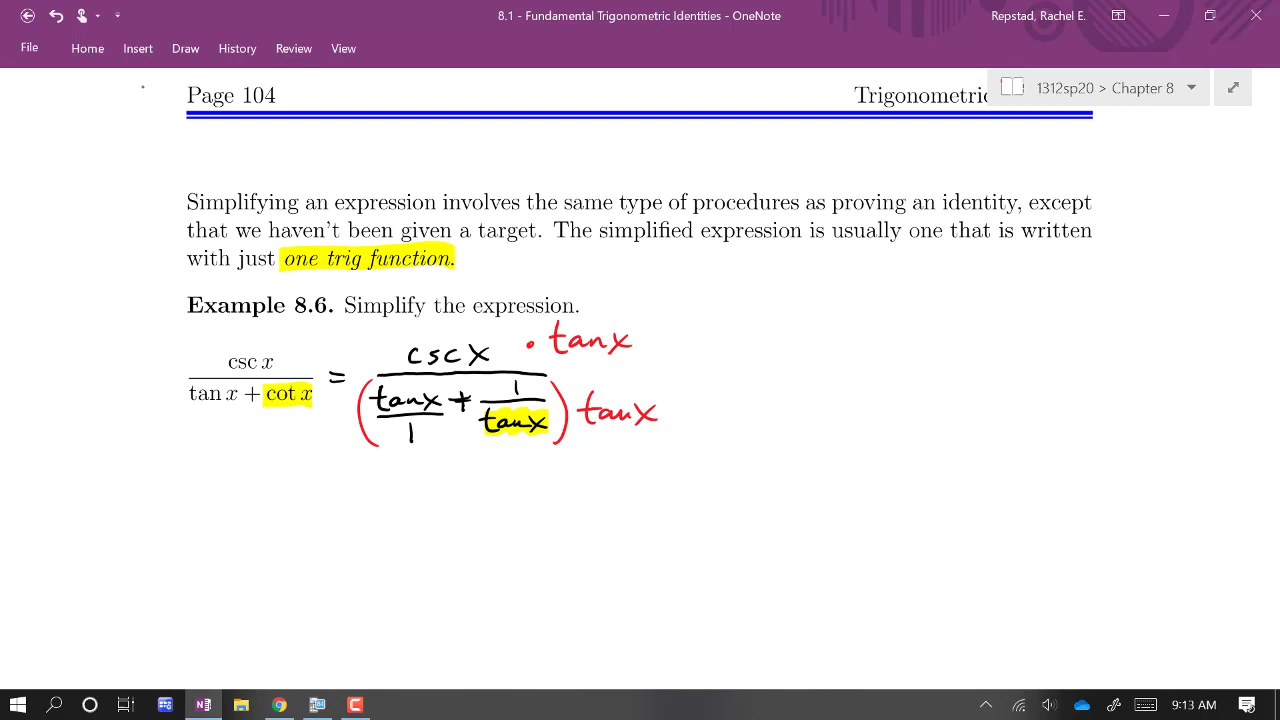 8.1 - Fundamental Trigonometric Identities - OneNote
Repstad, Rachel E.
File Home Insert Draw History Review View
Page 104
Trigonometric
1312sp20 > Chapter 8
Simplifying an expression involves the same type of procedures as proving an identity, except
that we haven't been given a target. The simplified expression is usually one that is written
with just one trig function.
Example 8.6. Simplify the expression.
csc x
tan x + cot x
=
csc x · tan x
(tan x / 1 + 1 / tan x) tan x
9:13 AM